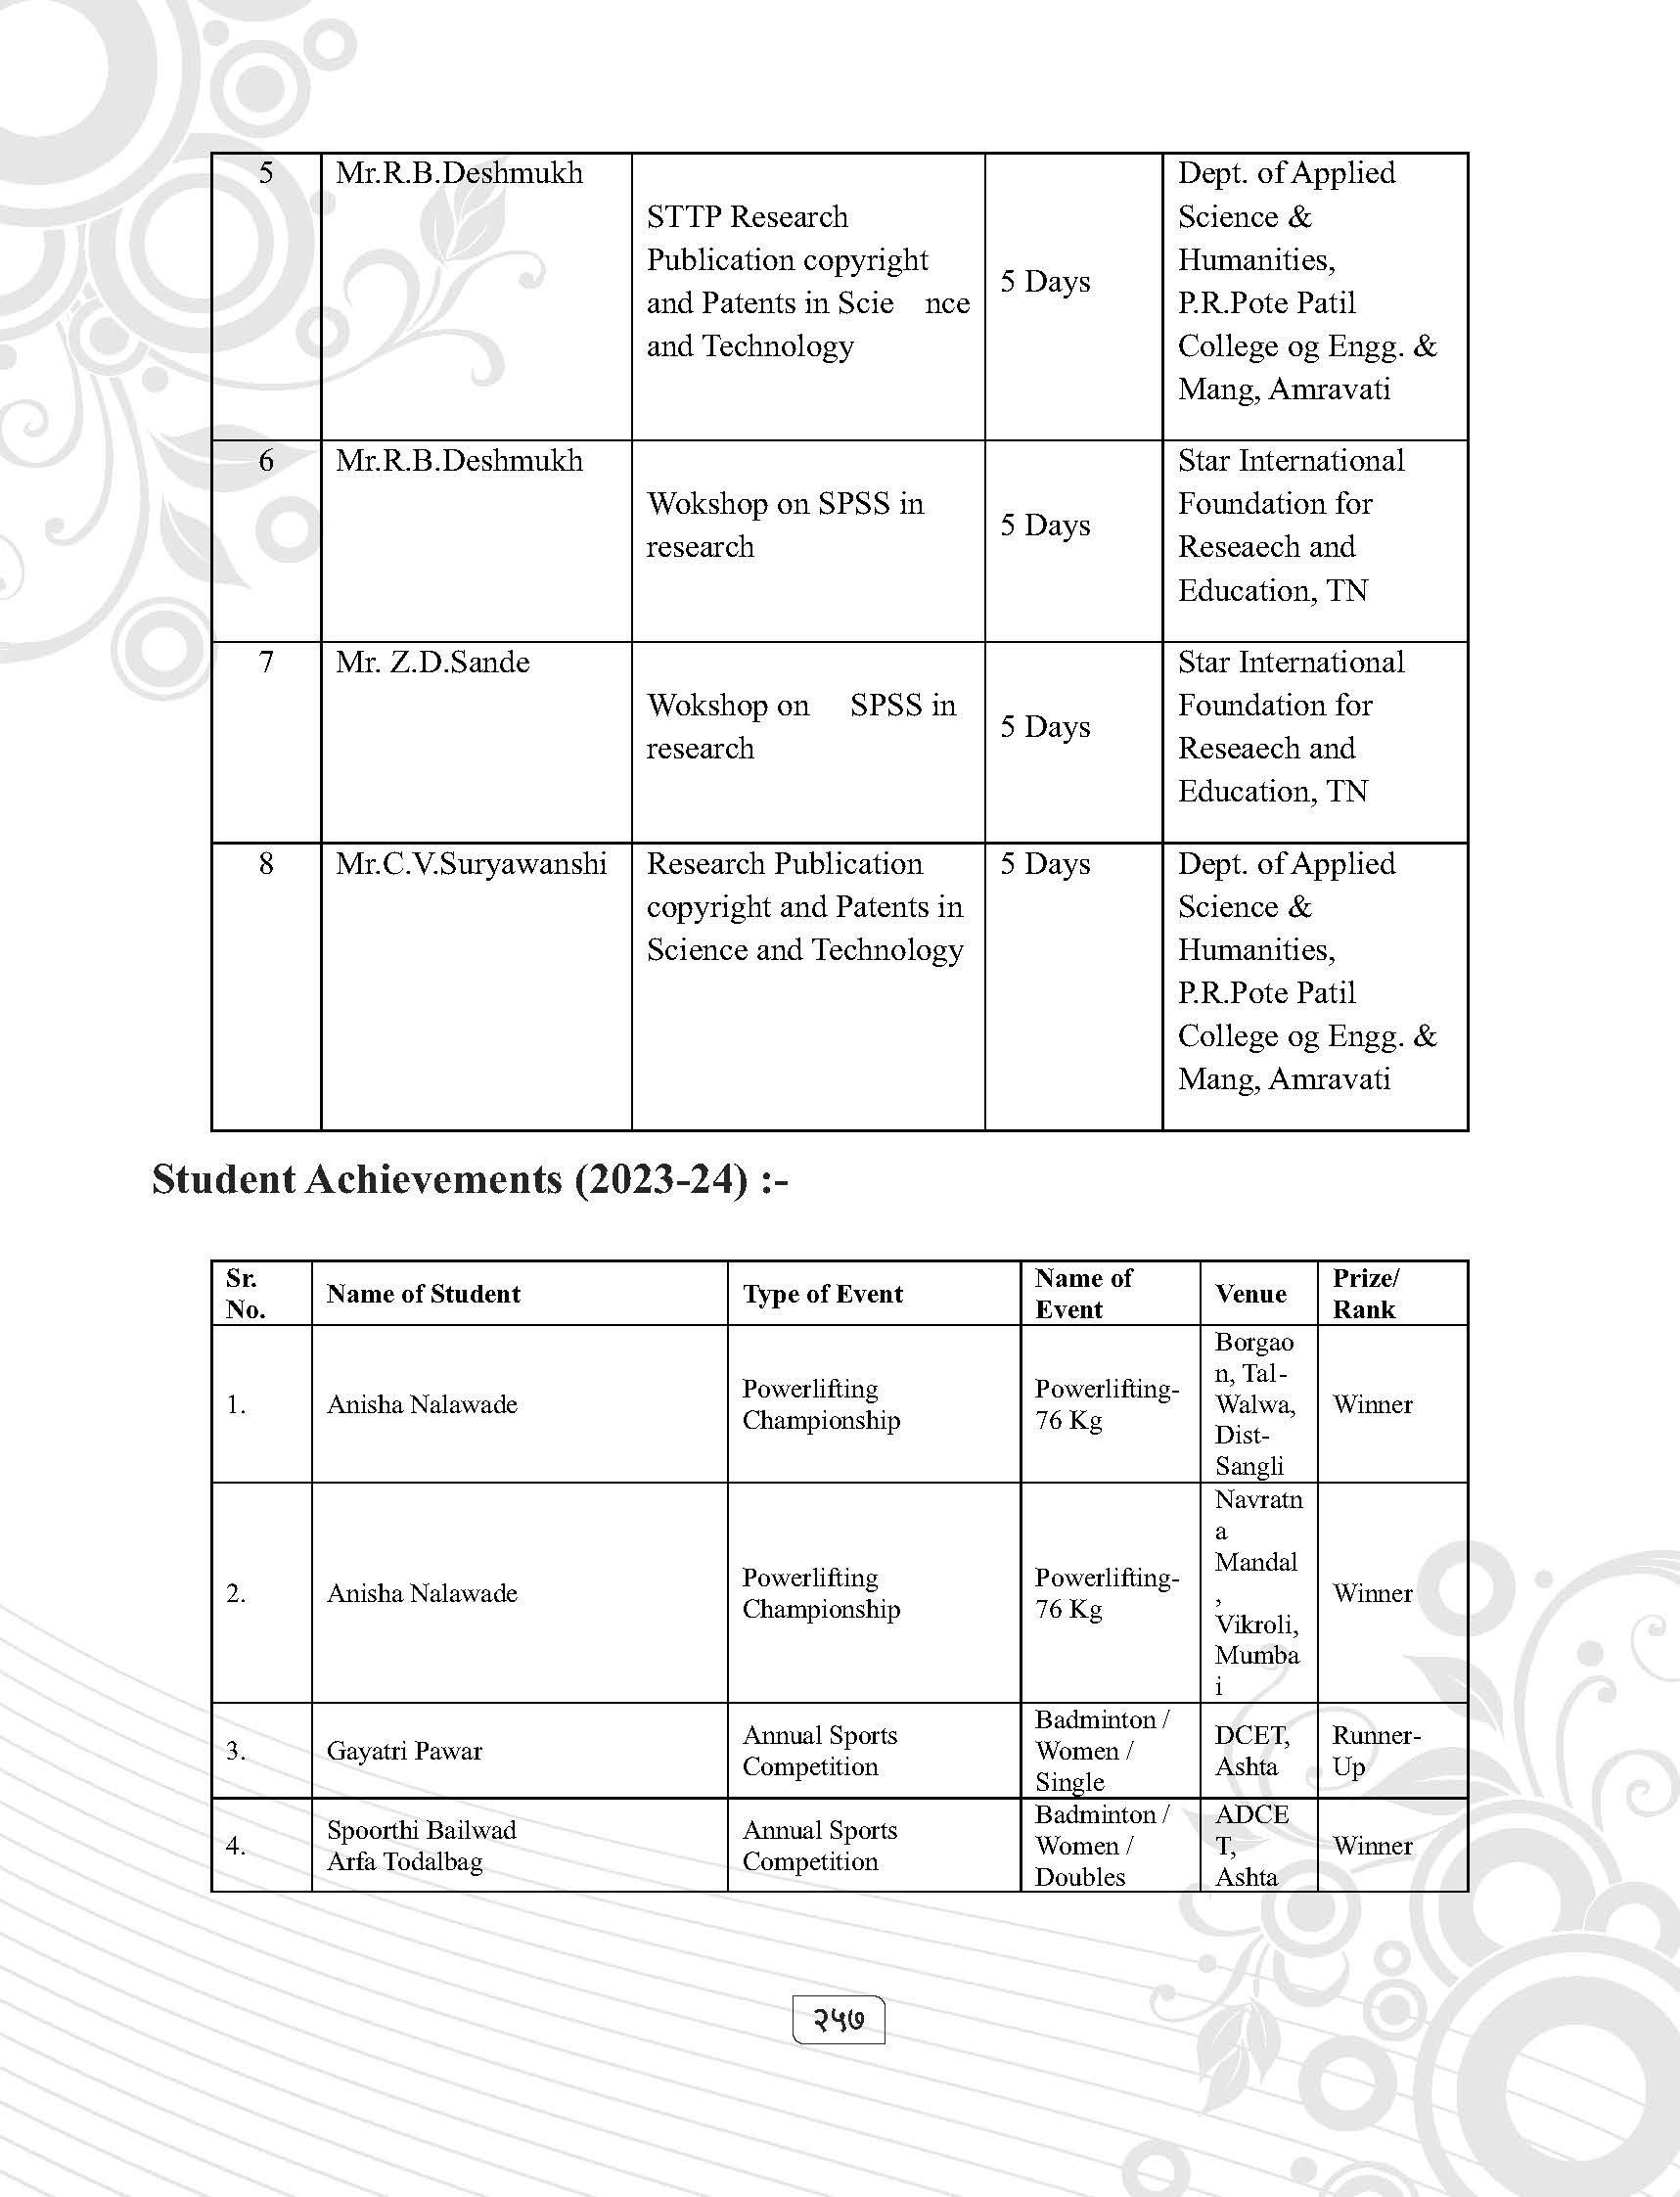 5
Mr.R.B.Deshmukh
STTP Research
Publication copyright
and Patents in Scie nce
and Technology
5 Days
Dept. of Applied
Science &
Humanities,
P.R.Pote Patil
College og Engg. &
Mang, Amravati
6
Mr.R.B.Deshmukh
Wokshop on SPSS in
research
5 Days
Star International
Foundation for
Reseaech and
Education, TN
7
Mr. Z.D.Sande
Wokshop on SPSS in
research
5 Days
Star International
Foundation for
Reseaech and
Education, TN
8
Mr.C.V.Suryawanshi
Research Publication
copyright and Patents in
Science and Technology
5 Days
Dept. of Applied
Science &
Humanities,
P.R.Pote Patil
College og Engg. &
Mang, Amravati
Student Achievements (2023-24) :-
Sr.
No.
Name of Student
Type of Event
Name of
Event
Venue
Prize/
Rank
1.
Anisha Nalawade
Powerlifting
Championship
Powerlifting-
76 Kg
Borgao
n, Tal-
Walwa,
Dist-
Sangli
Winner
2.
Anisha Nalawade
Powerlifting
Championship
Powerlifting-
76 Kg
Navratn
a
Mandal
,
Vikroli,
Mumba
i
Winner
3.
Gayatri Pawar
Annual Sports
Competition
Badminton /
Women /
Single
DCET,
Ashta
Runner-
Up
4.
Spoorthi Bailwad
Arfa Todalbag
Annual Sports
Competition
Badminton /
Women /
Doubles
ADCE
T,
Ashta
Winner
२५७